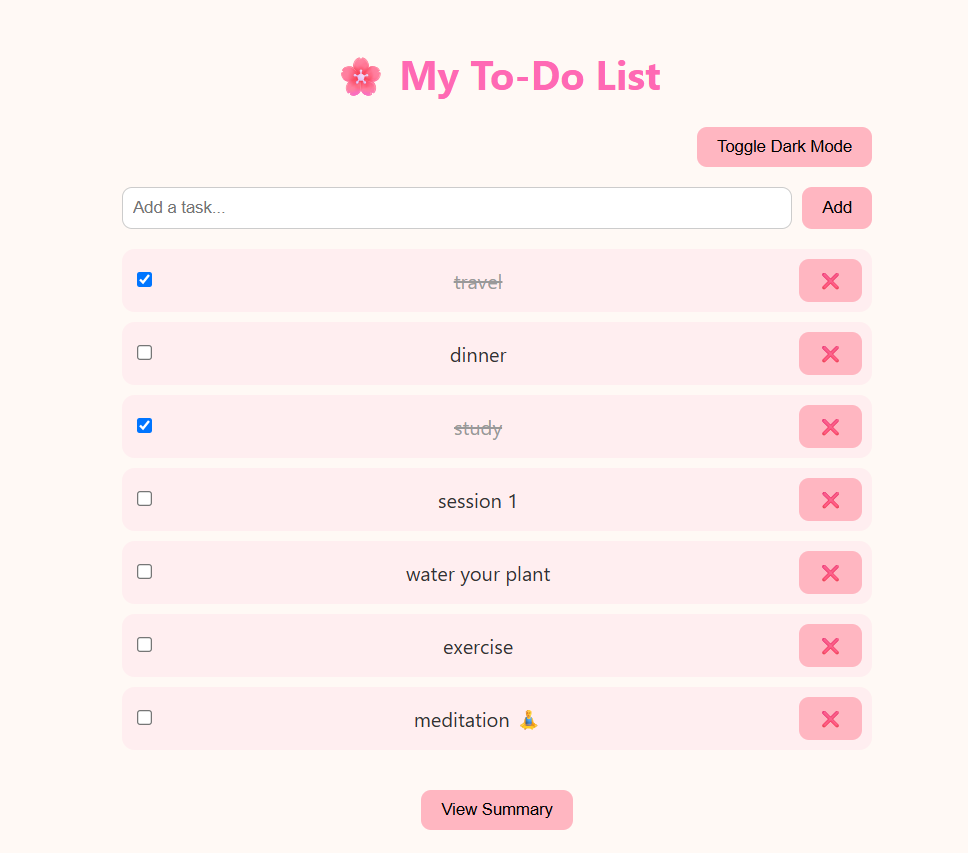 🌸 My To-Do List
Toggle Dark Mode
Add a task...
Add
travel
dinner
study
session 1
water your plant
exercise
meditation 🧘
View Summary